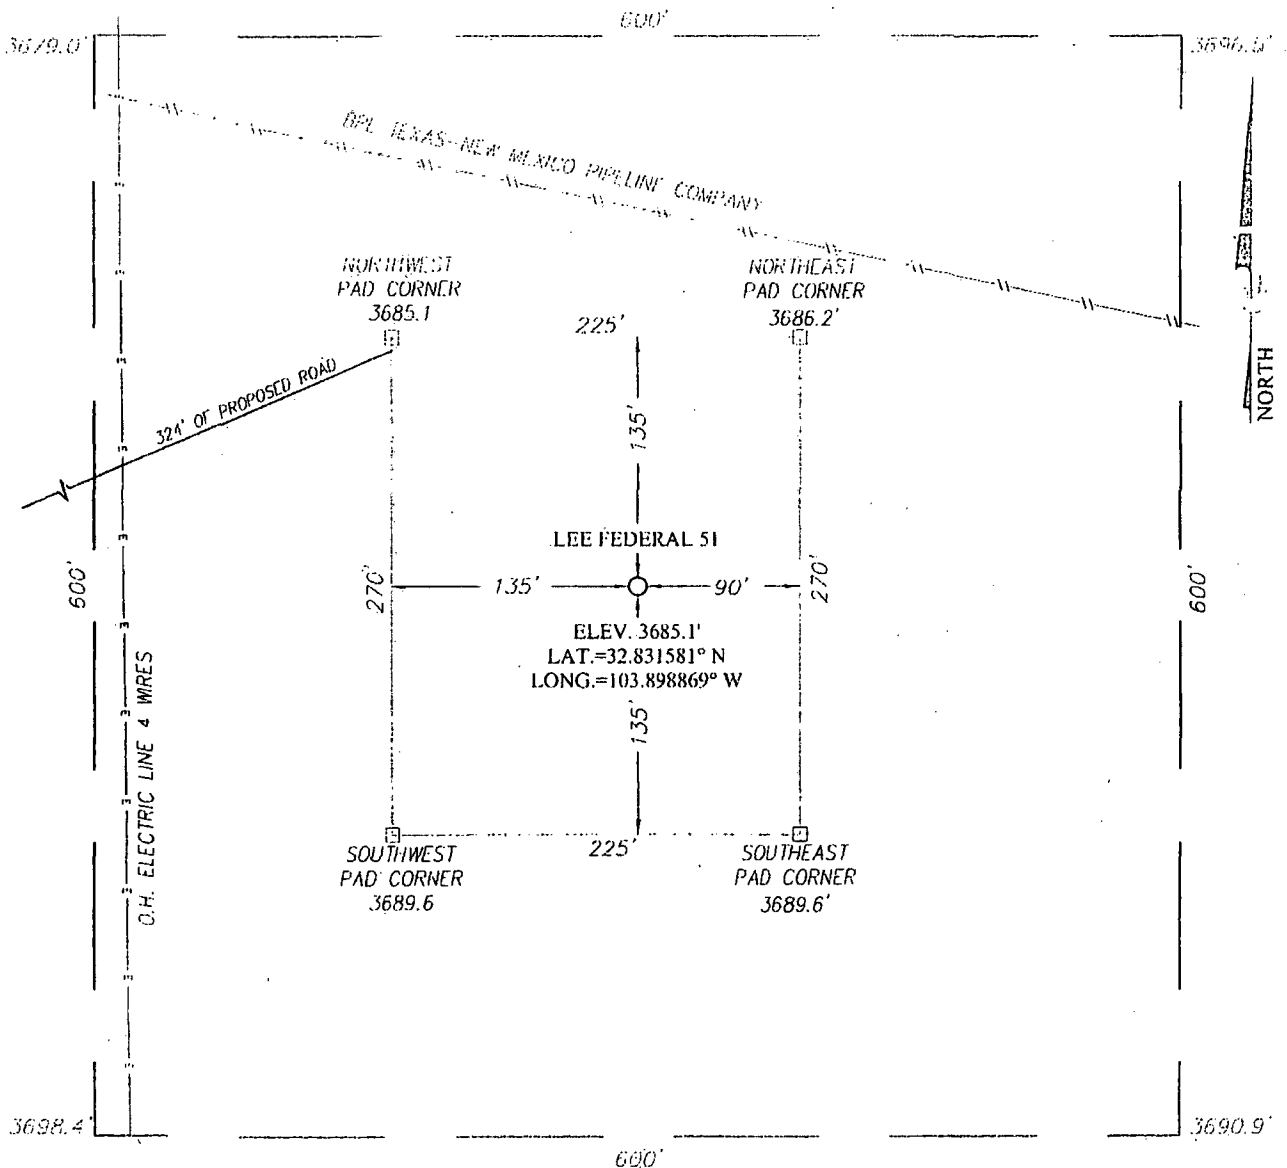 600'
3679.0'
BPL TEXAS-NEW MEXICO PIPELINE COMPANY
NORTHWEST
PAD CORNER
3685.1
NORTHEAST
PAD CORNER
3686.2'
225'
324' OF PROPOSED ROAD
135'
NORTH
LEE FEDERAL 51
600'
270'
135'
90'
270'
600'
ELEV. 3685.1'
LAT.=32.831581° N
LONG.=103.898869° W
135'
O.H. ELECTRIC LINE 4 WIRES
225'
SOUTHWEST
PAD CORNER
3689.6
SOUTHEAST
PAD CORNER
3689.6'
3698.4'
3690.9'
600'